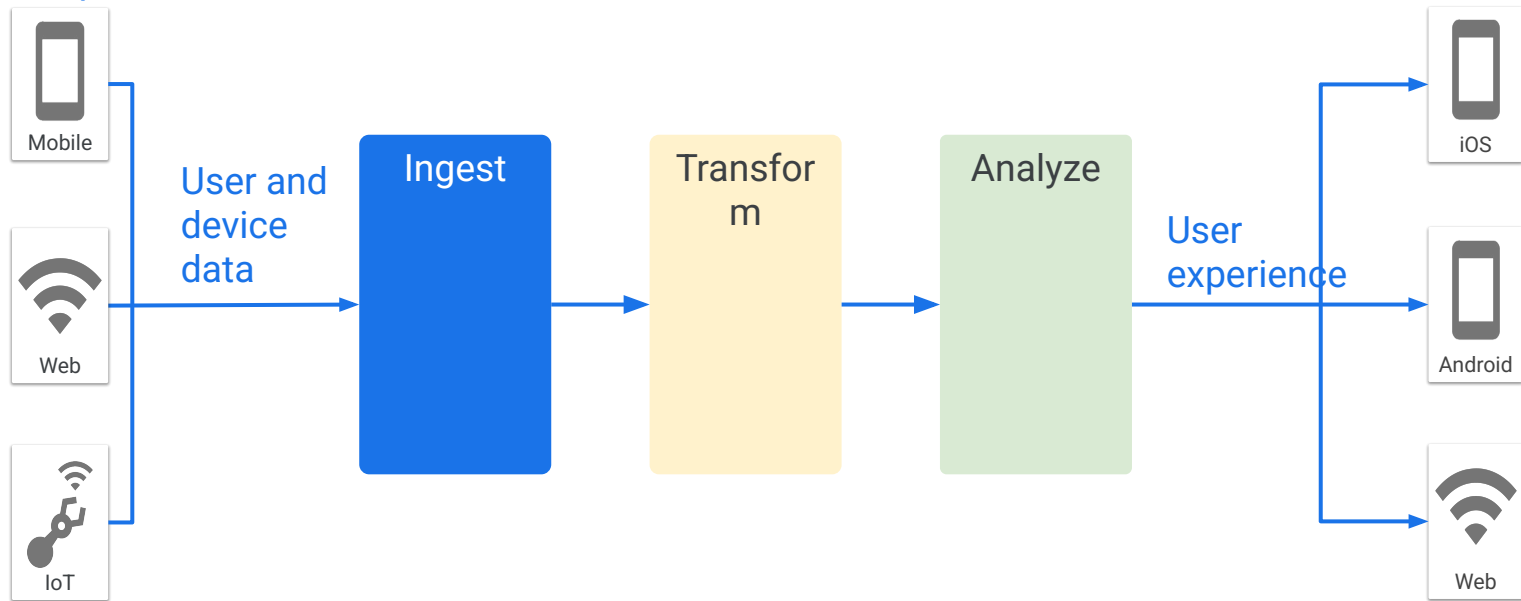 Mobile
Web
IoT
User and
device
data
Ingest
Transfor
m
Analyze
User
experience
iOS
Android
Web